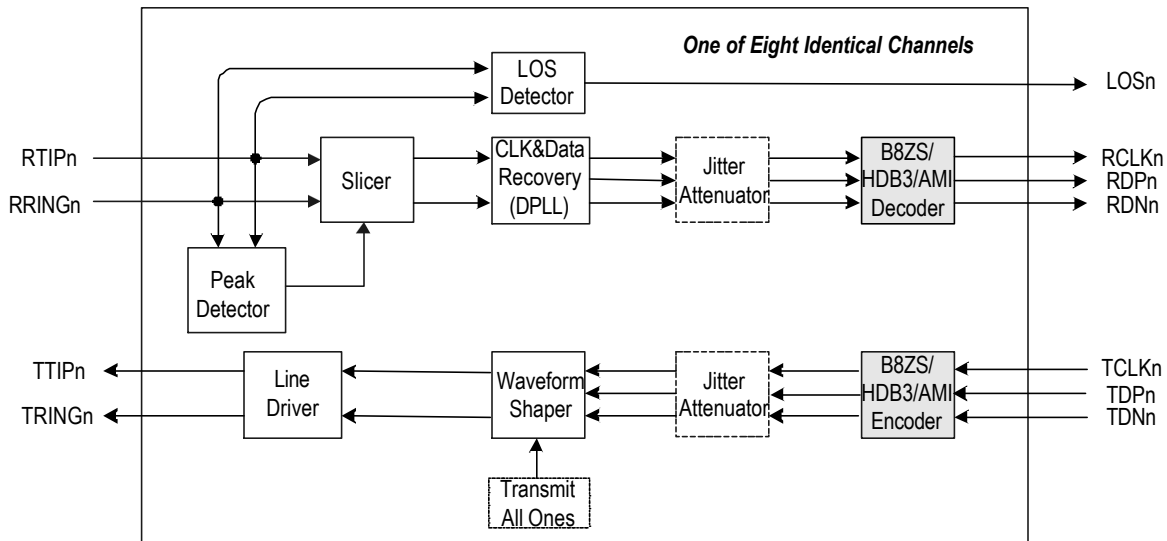 One of Eight Identical Channels
LOS
Detector
LOSn
RTIPn
RRINGn
Slicer
CLK&Data
Recovery
(DPLL)
Jitter
Attenuator
B8ZS/
HDB3/AMI
Decoder
RCLKn
RDPn
RDNn
Peak
Detector
TTIPn
TRINGn
Line
Driver
Waveform
Shaper
Jitter
Attenuator
B8ZS/
HDB3/AMI
Encoder
TCLKn
TDPn
TDNn
Transmit
All Ones